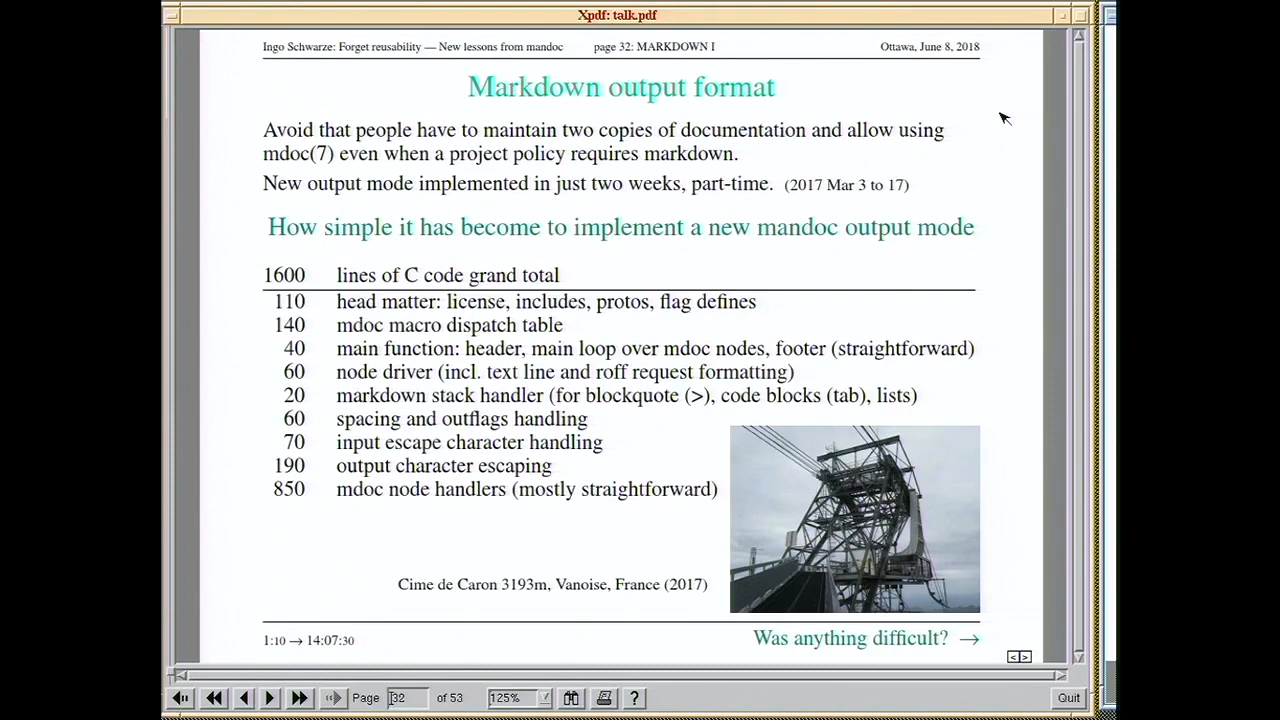 Xpdf: talk.pdf
Ingo Schwarze: Forget reusability — New lessons from mandoc page 32: MARKDOWN I Ottawa, June 8, 2018
Markdown output format
Avoid that people have to maintain two copies of documentation and allow using
mdoc(7) even when a project policy requires markdown.
New output mode implemented in just two weeks, part-time. (2017 Mar 3 to 17)
How simple it has become to implement a new mandoc output mode
1600 lines of C code grand total
110 head matter: license, includes, protos, flag defines
140 mdoc macro dispatch table
40 main function: header, main loop over mdoc nodes, footer (straightforward)
60 node driver (incl. text line and roff request formatting)
20 markdown stack handler (for blockquote (>), code blocks (tab), lists)
60 spacing and outflags handling
70 input escape character handling
190 output character escaping
850 mdoc node handlers (mostly straightforward)
Cime de Caron 3193m, Vanoise, France (2017)
1:10 → 14:07:30 Was anything difficult? →
Page 32 of 53 125% ? Quit